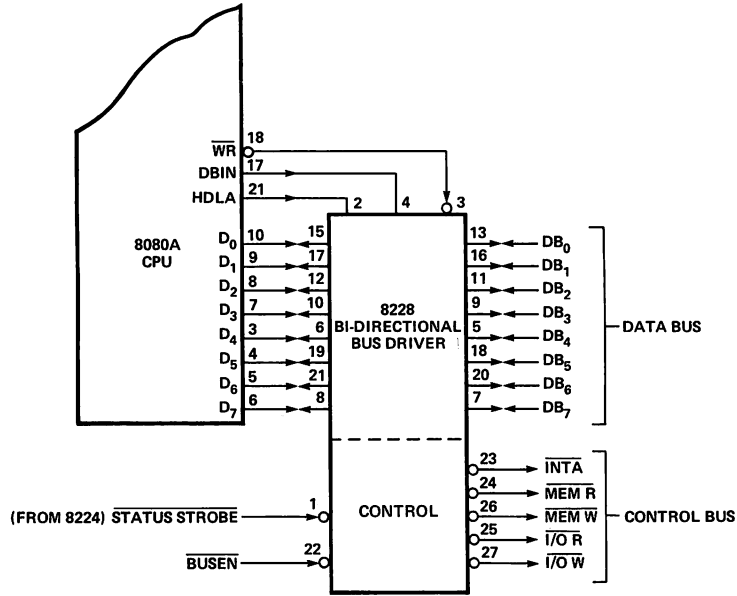 WR 18
DBIN 17
HDLA 21
2 4 3
8080A
CPU
D0 10 15
D1 9 17
D2 8 12
D3 7 10
D4 3 6
D5 4 19
D6 5 21
D7 6 8
8228
BI-DIRECTIONAL
BUS DRIVER
13 DB0
16 DB1
11 DB2
9 DB3
5 DB4
18 DB5
20 DB6
7 DB7
DATA BUS
CONTROL
(FROM 8224) STATUS STROBE 1
BUSEN 22
23 INTA
24 MEM R
26 MEM W
25 I/O R
27 I/O W
CONTROL BUS